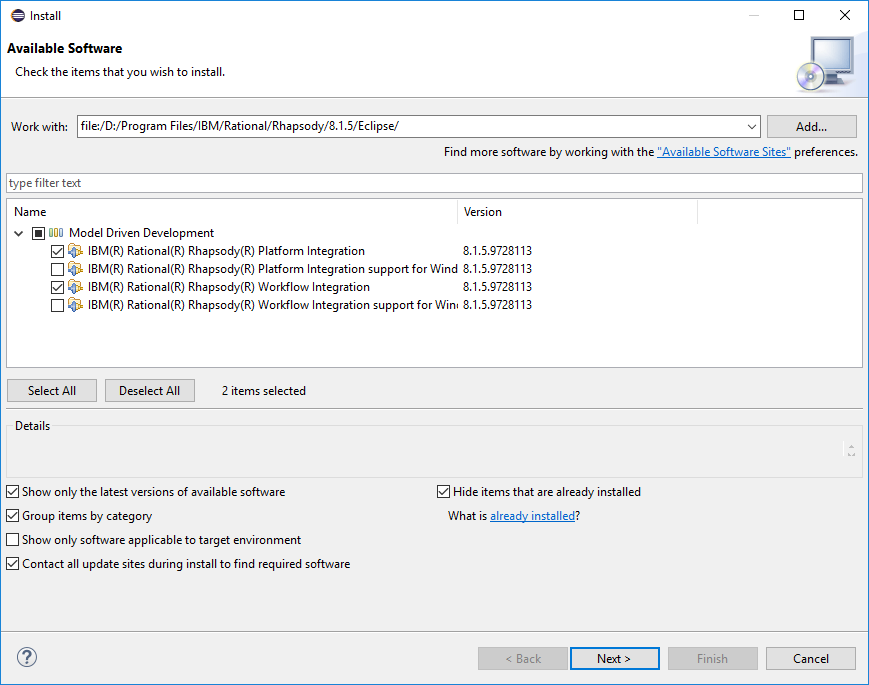 Install
Available Software
Check the items that you wish to install.
Work with: file:/D:/Program Files/IBM/Rational/Rhapsody/8.1.5/Eclipse/ Add...
Find more software by working with the "Available Software Sites" preferences.
type filter text
Name Version
Model Driven Development
IBM(R) Rational(R) Rhapsody(R) Platform Integration 8.1.5.9728113
IBM(R) Rational(R) Rhapsody(R) Platform Integration support for Wind 8.1.5.9728113
IBM(R) Rational(R) Rhapsody(R) Workflow Integration 8.1.5.9728113
IBM(R) Rational(R) Rhapsody(R) Workflow Integration support for Win 8.1.5.9728113
Select All Deselect All 2 items selected
Details
Show only the latest versions of available software Hide items that are already installed
Group items by category What is already installed?
Show only software applicable to target environment
Contact all update sites during install to find required software
? < Back Next > Finish Cancel